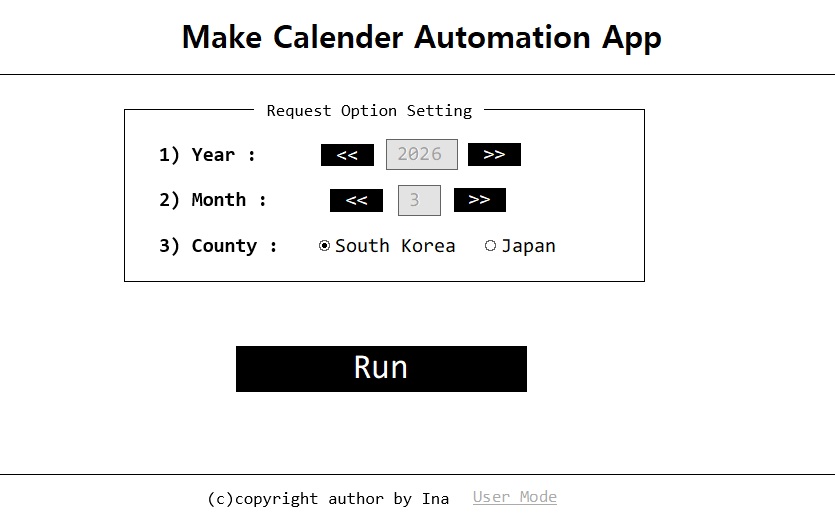 Make Calender Automation App
Request Option Setting
1) Year : << 2026 >>
2) Month : << 3 >>
3) County : South Korea Japan
Run
(c)copyright author by Ina User Mode